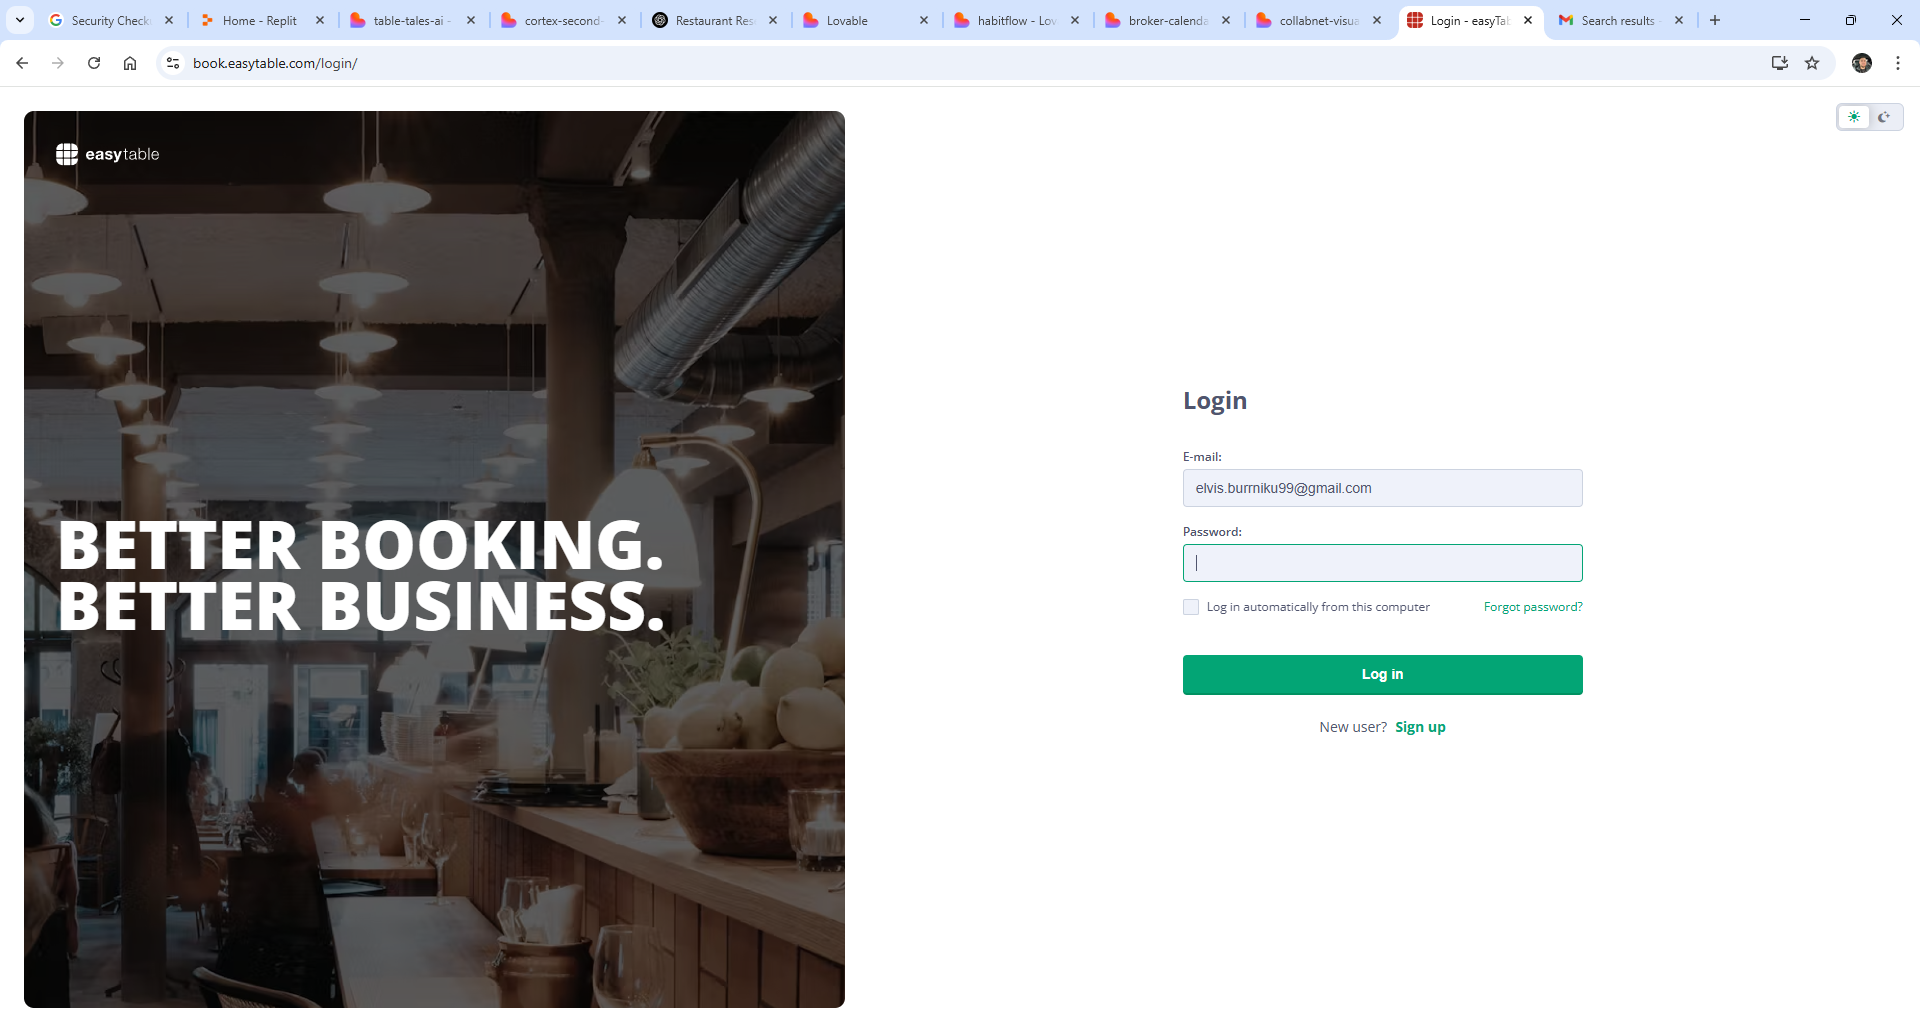 Security Check
Home - Replit
table-tales-ai -
cortex-second-
Restaurant Res
Lovable
habitflow - Lov
broker-calenda
collabnet-visua
Login - easyTab
Search results -
book.easytable.com/login/
easytable
BETTER BOOKING.
BETTER BUSINESS.
Login
E-mail:
elvis.burrniku99@gmail.com
Password:
Log in automatically from this computer
Forgot password?
Log in
New user? Sign up